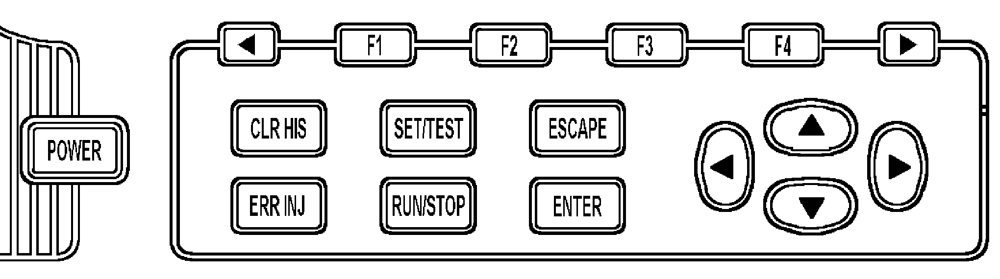 ◀ F1 F2 F3 F4 ▶
CLR HIS SET/TEST ESCAPE
POWER
ERR INJ RUN/STOP ENTER